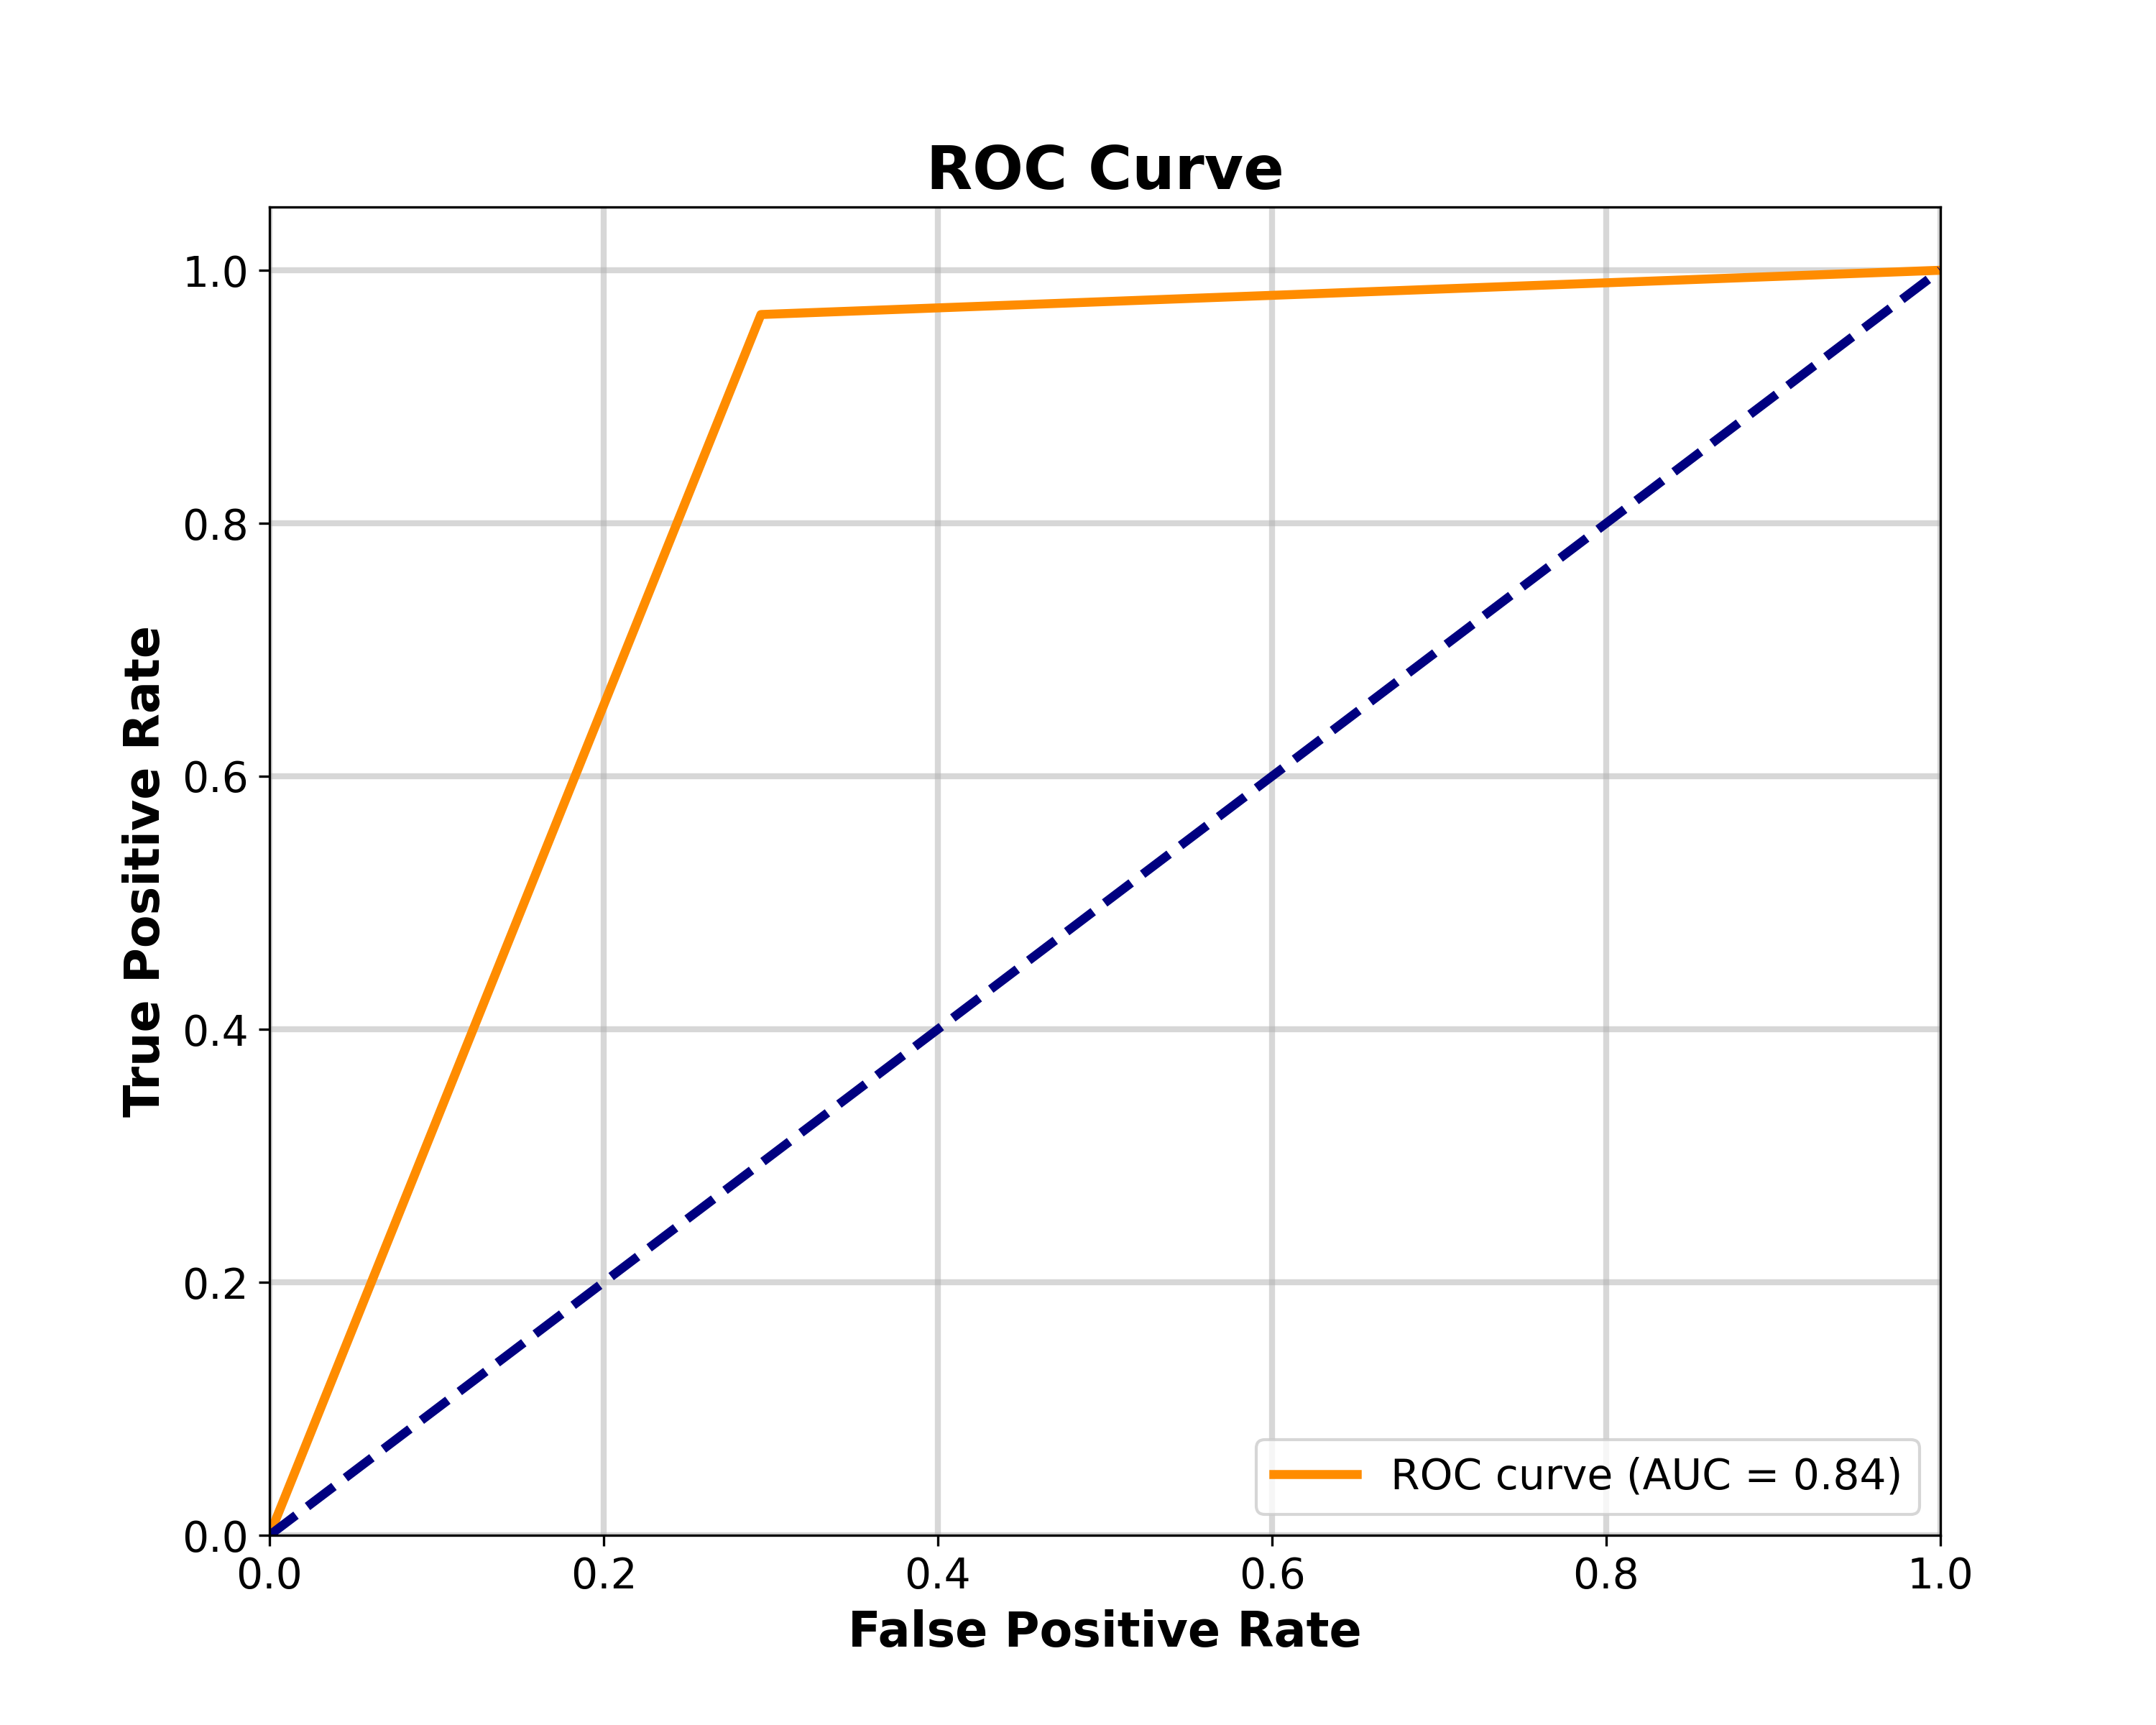 ROC Curve
True Positive Rate
1.0
0.8
0.6
0.4
0.2
0.0
ROC curve (AUC = 0.84)
0.0 0.2 0.4 0.6 0.8 1.0
False Positive Rate